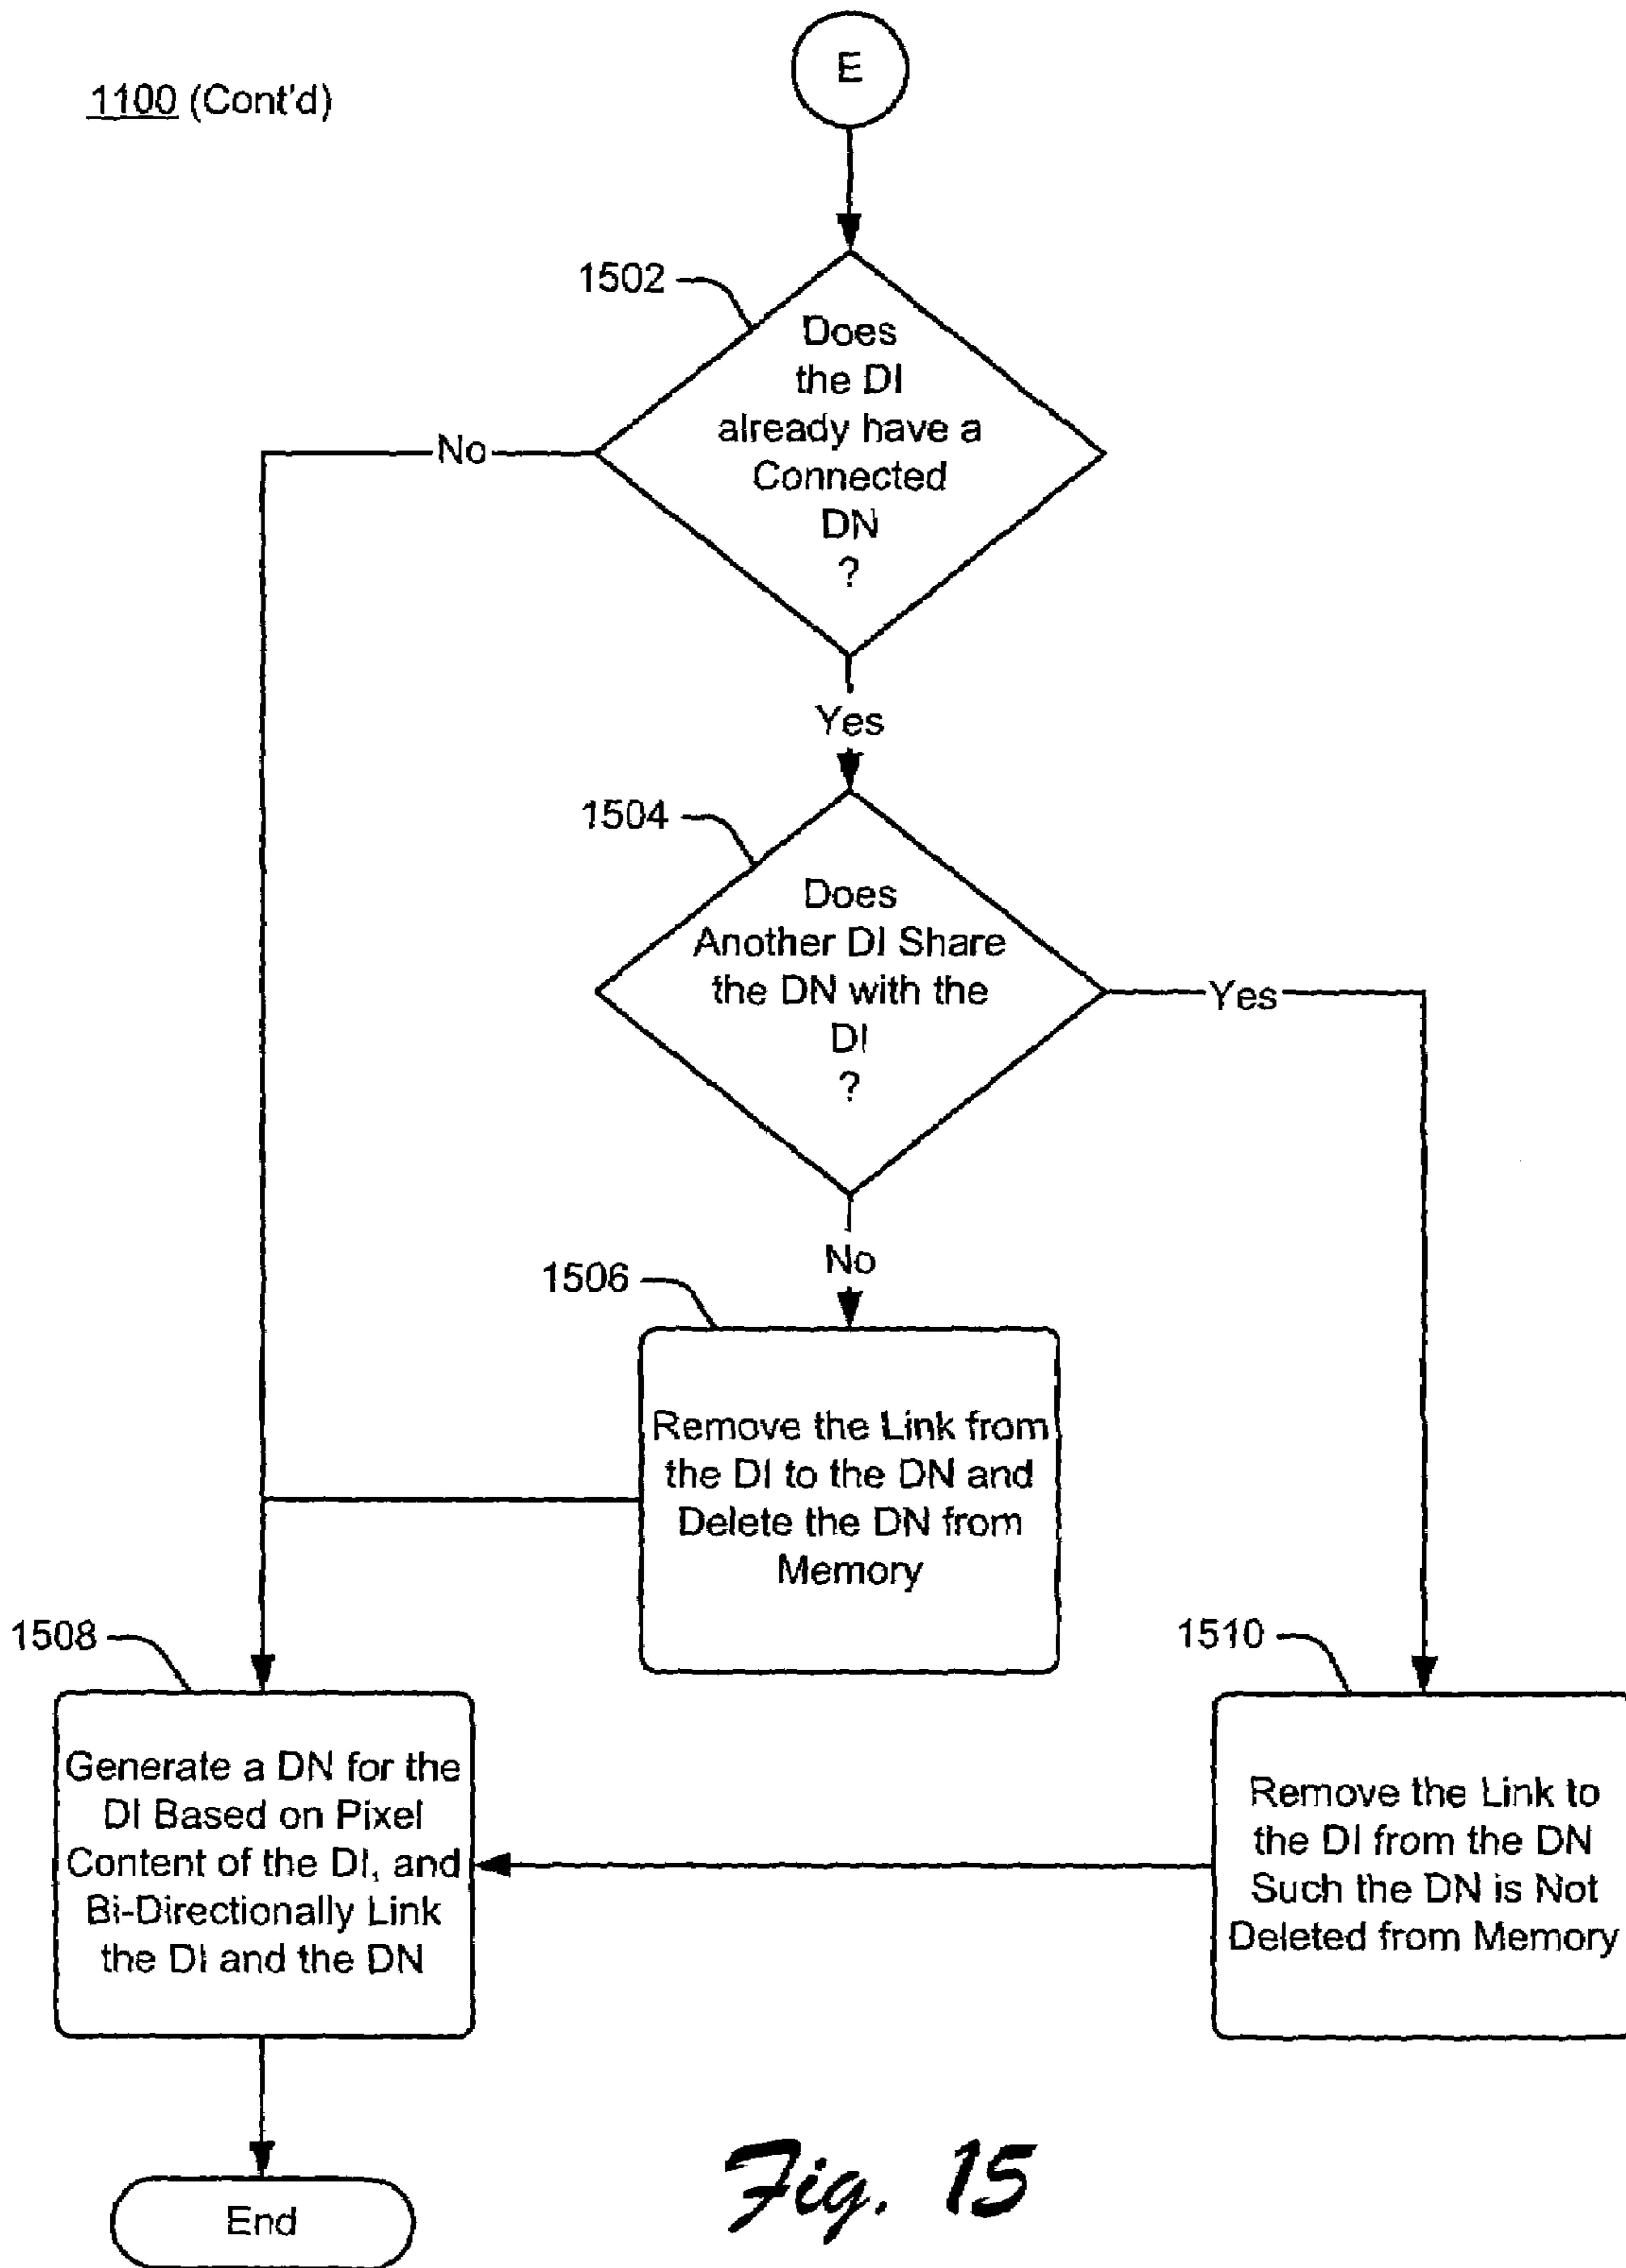 1100 (Cont'd)
E
1502
Does
the DI
already have a
Connected
DN
?
No
Yes
1504
Does
Another DI Share
the DN with the
DI
?
Yes
No
1506
Remove the Link from
the DI to the DN and
Delete the DN from
Memory
1508
Generate a DN for the
DI Based on Pixel
Content of the DI, and
Bi-Directionally Link
the DI and the DN
1510
Remove the Link to
the DI from the DN
Such the DN is Not
Deleted from Memory
End
Fig. 15